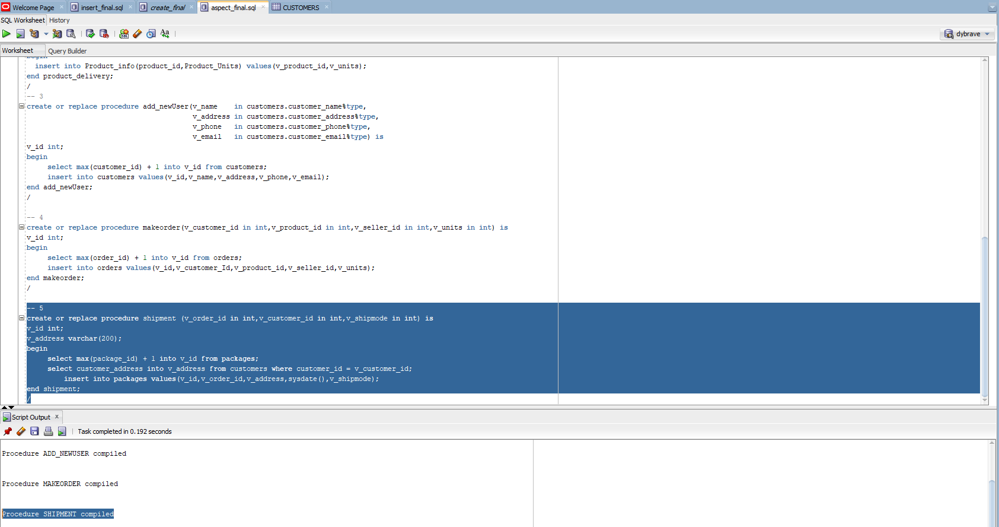 Welcome Page
insert_final.sql
create_final
aspect_final.sql
CUSTOMERS
SQL Worksheet History
dybrave
Worksheet Query Builder
begin
insert into Product_info(product_id,Product_Units) values(v_product_id,v_units);
end product_delivery;
/
-- 3
create or replace procedure add_newUser(v_name in customers.customer_name%type,
v_address in customers.customer_address%type,
v_phone in customers.customer_phone%type,
v_email in customers.customer_email%type) is
v_id int;
begin
select max(customer_id) + 1 into v_id from customers;
insert into customers values(v_id,v_name,v_address,v_phone,v_email);
end add_newUser;
/
-- 4
create or replace procedure makeorder(v_customer_id in int,v_product_id in int,v_seller_id in int,v_units in int) is
v_id int;
begin
select max(order_id) + 1 into v_id from orders;
insert into orders values(v_id,v_customer_Id,v_product_id,v_seller_id,v_units);
end makeorder;
/
-- 5
create or replace procedure shipment (v_order_id in int,v_customer_id in int,v_shipmode in int) is
v_id int;
v_address varchar(200);
begin
select max(package_id) + 1 into v_id from packages;
select customer_address into v_address from customers where customer_id = v_customer_id;
insert into packages values(v_id,v_order_id,v_address,sysdate(),v_shipmode);
end shipment;
/
Script Output
Task completed in 0.192 seconds
Procedure ADD_NEWUSER compiled
Procedure MAKEORDER compiled
Procedure SHIPMENT compiled